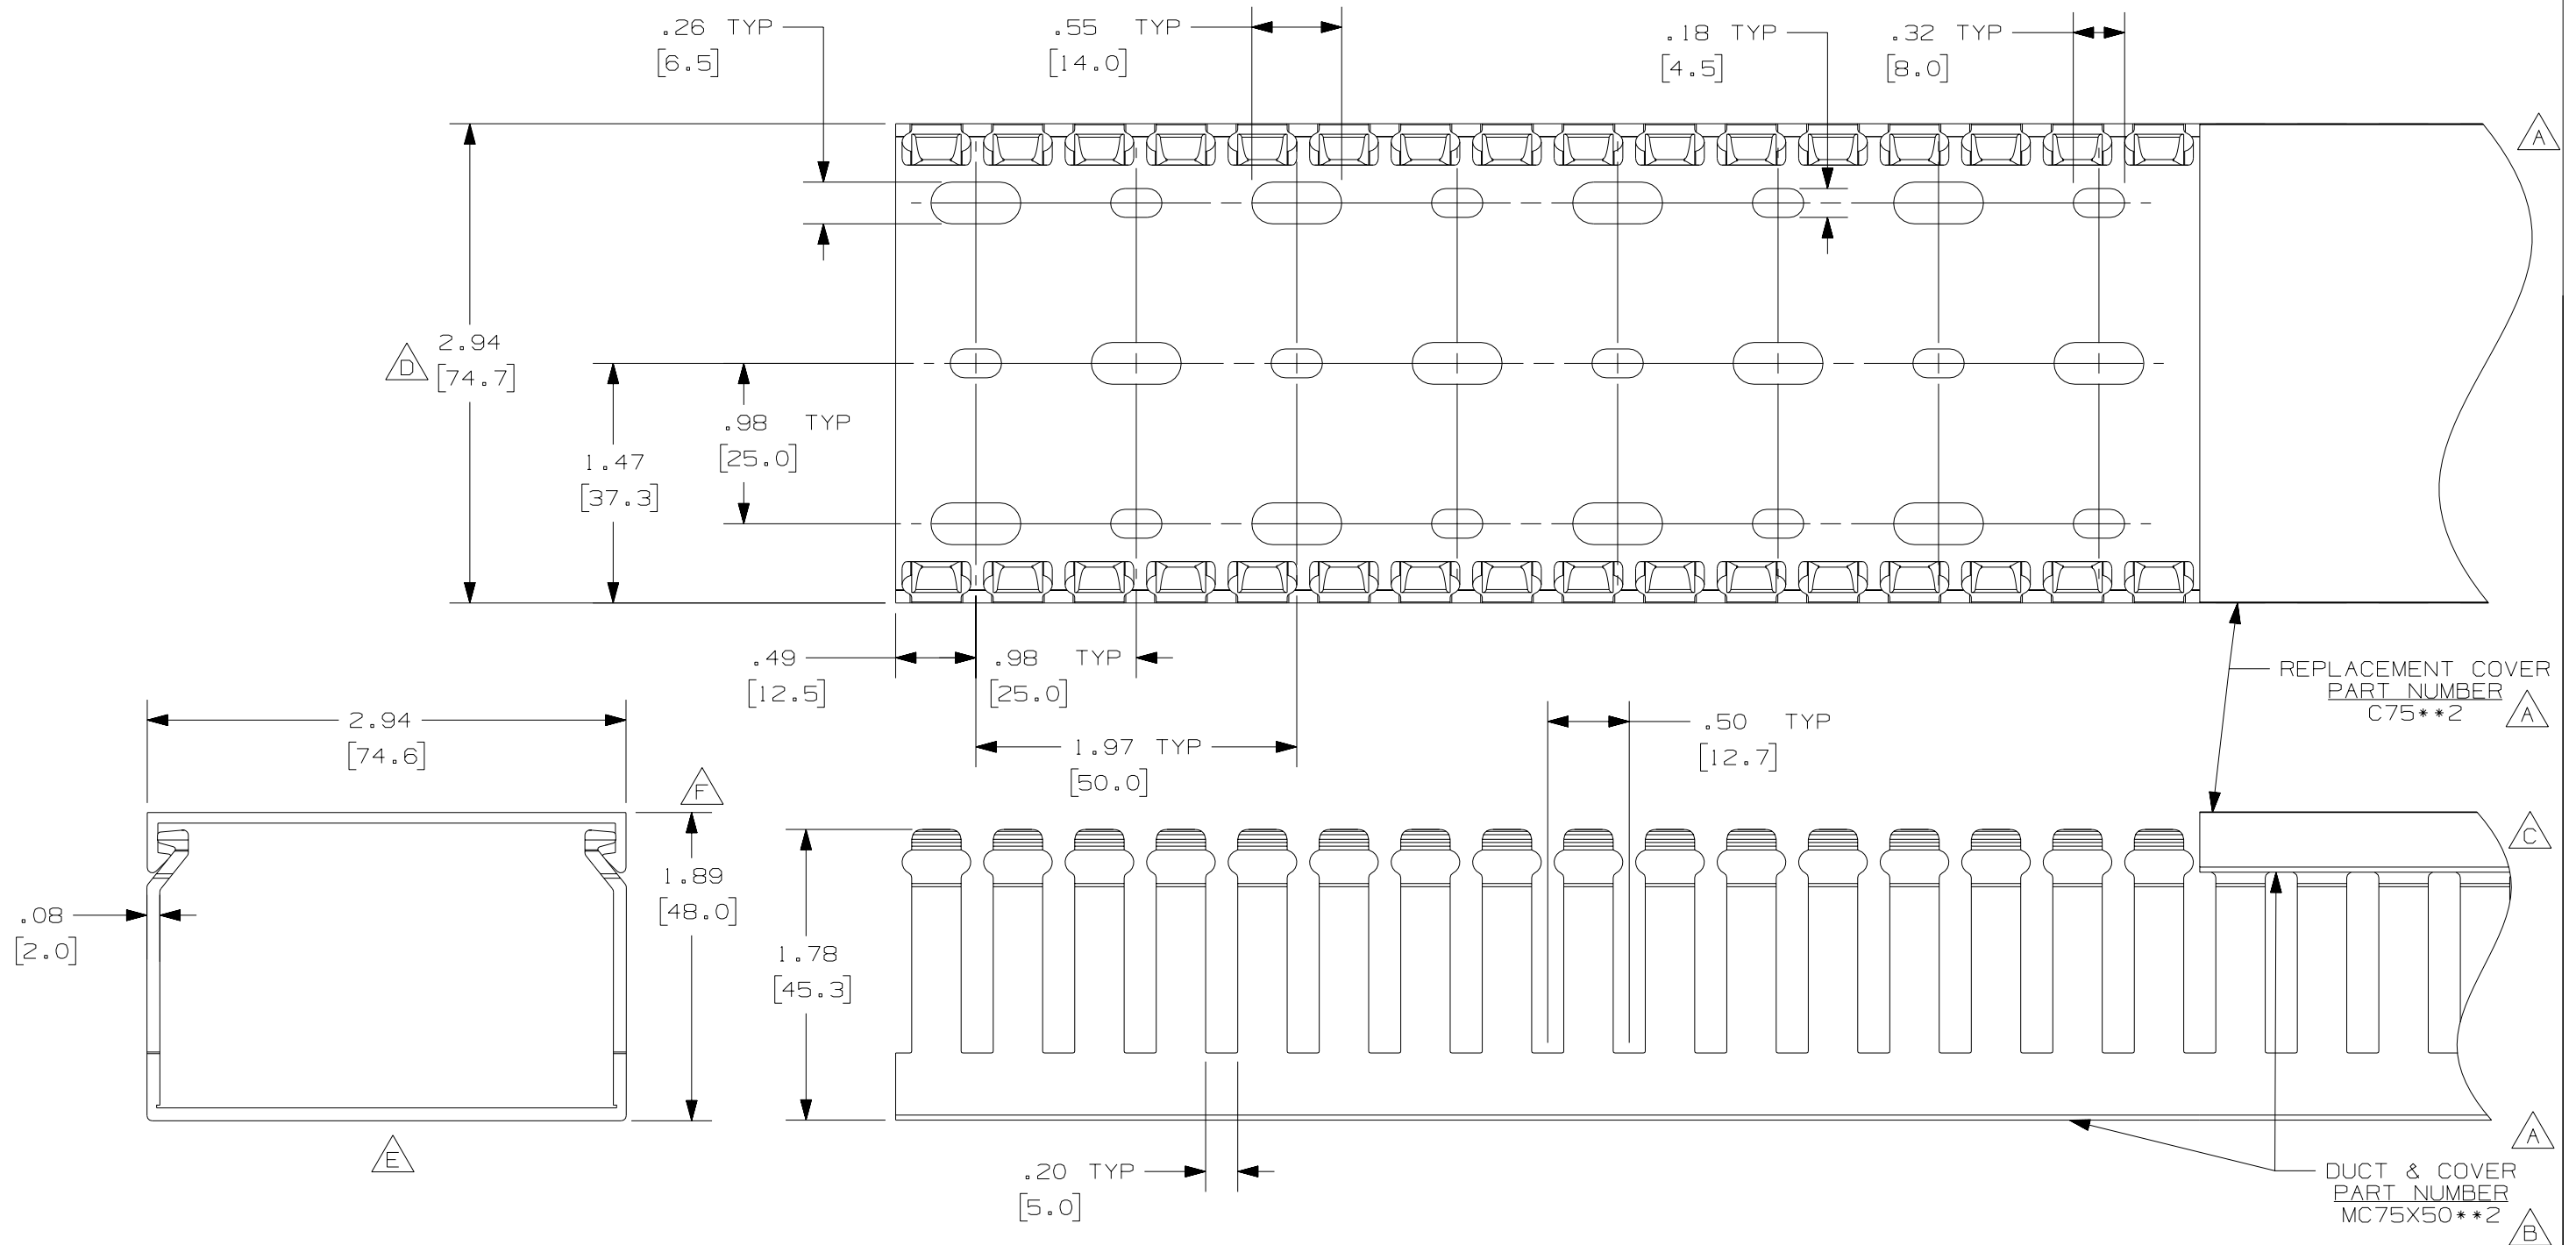 .26 TYP
[6.5]
.55 TYP
[14.0]
.18 TYP
[4.5]
.32 TYP
[8.0]
A
D
2.94
[74.7]
.98 TYP
[25.0]
1.47
[37.3]
.49
[12.5]
.98 TYP
[25.0]
1.97 TYP
[50.0]
.50 TYP
[12.7]
REPLACEMENT COVER
PART NUMBER
C75**2
A
2.94
[74.6]
F
1.89
[48.0]
.08
[2.0]
E
1.78
[45.3]
C
.20 TYP
[5.0]
A
DUCT & COVER
PART NUMBER
MC75X50**2
B